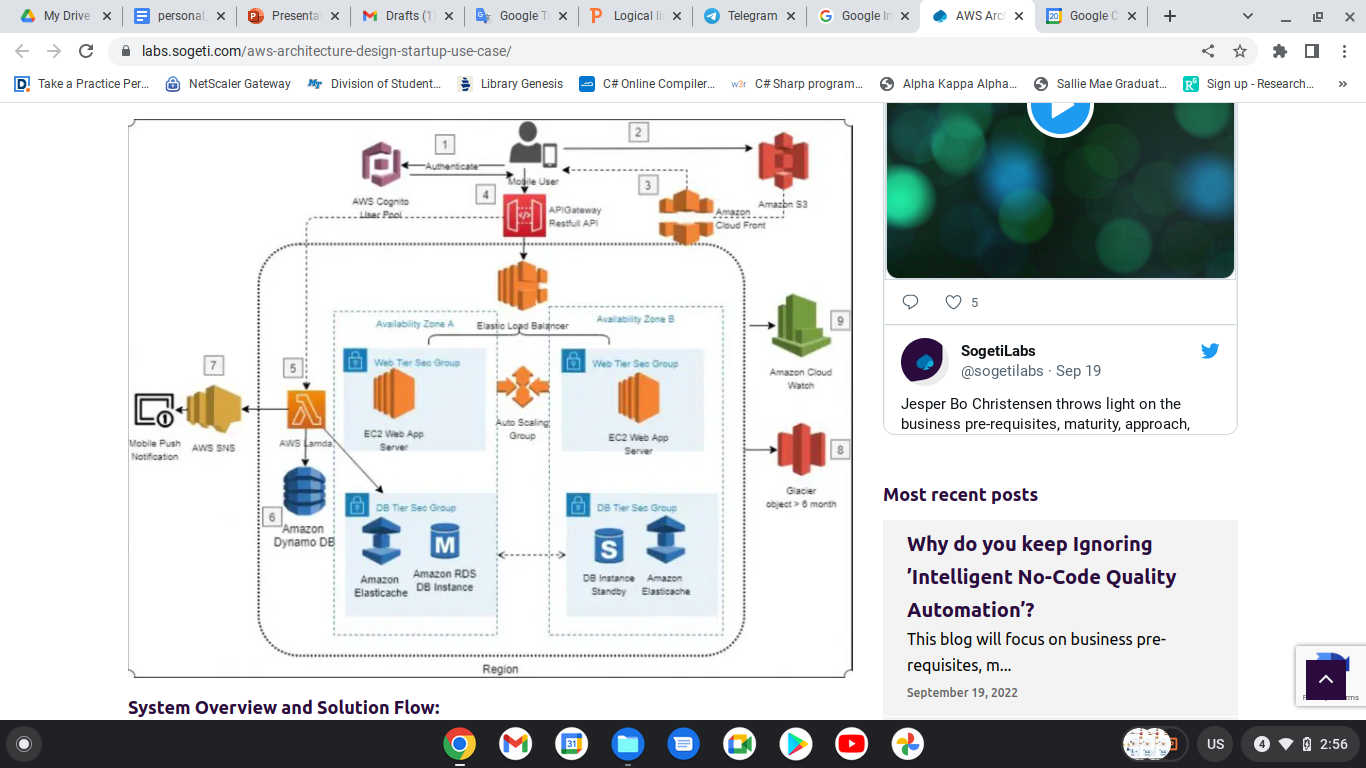 My Drive
personal
Presenta
Drafts (1)
Google Tr
Logical li
Telegram
Google In
AWS Arc
Google C
labs.sogeti.com/aws-architecture-design-startup-use-case/
Take a Practice Per...
NetScaler Gateway
Division of Student...
Library Genesis
C# Online Compiler...
C# Sharp program...
Alpha Kappa Alpha...
Sallie Mae Graduat...
Sign up - Research...
»
1
Authenticate
2
Mobile User
3
4
AWS Cognito
User Pool
APIGateway
Restfull API
Amazon
Cloud Front
Amazon S3
Availability Zone A
Elastic Load Balancer
Availability Zone B
Web Tier Sec Group
EC2 Web App
Server
Auto Scaling
Group
Web Tier Sec Group
EC2 Web App
Server
9
Amazon Cloud
Watch
7
5
Mobile Push
Notification
AWS SNS
AWS Lamda
8
Glacier
object > 6 month
6
Amazon
Dynamo DB
DB Tier Sec Group
M
Amazon
Elasticache
Amazon RDS
DB Instance
DB Tier Sec Group
S
DB Instance
Standby
Amazon
Elasticache
Region
System Overview and Solution Flow:
5
SogetiLabs
@sogetilabs · Sep 19
Jesper Bo Christensen throws light on the
business pre-requisites, maturity, approach,
Most recent posts
Why do you keep Ignoring
'Intelligent No-Code Quality
Automation'?
This blog will focus on business pre-
requisites, m...
September 19, 2022
US
4
2:56